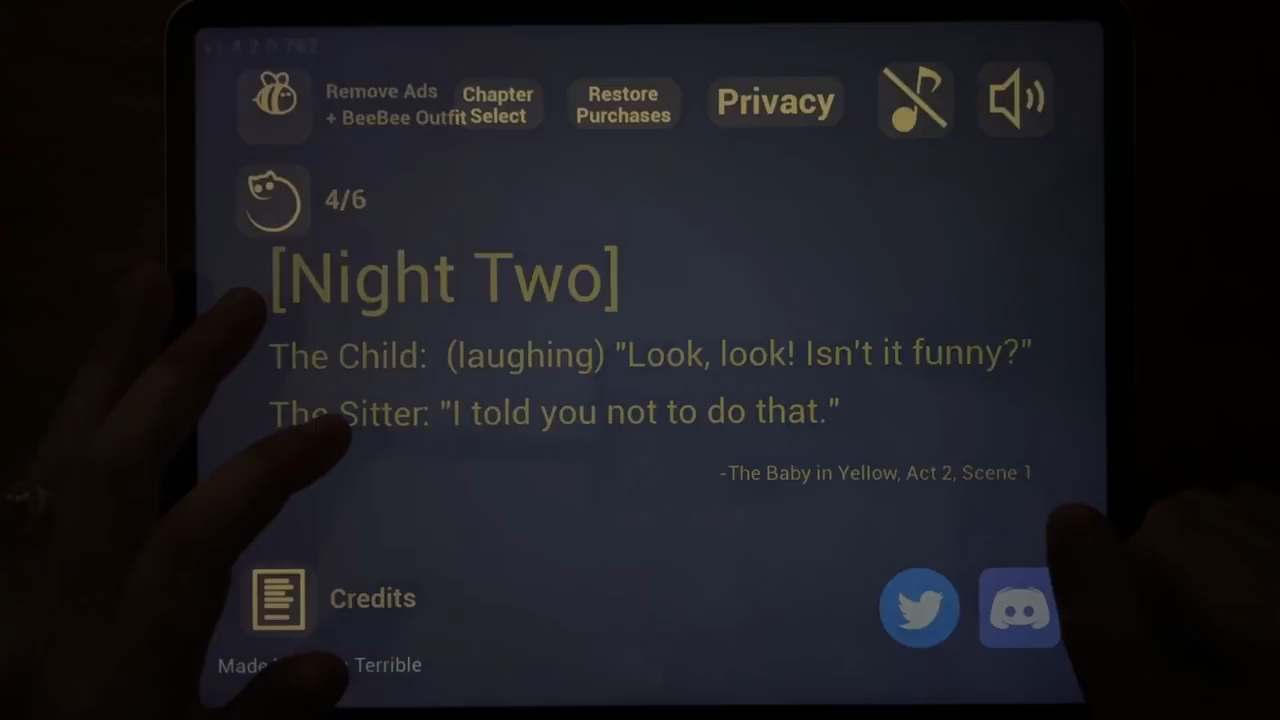 Remove Ads
+ BeeBee Outfit
Chapter
Select
Restore
Purchases
Privacy
4/6
[Night Two]
The Child: (laughing) "Look, look! Isn't it funny?"
The Sitter: "I told you not to do that."
-The Baby in Yellow, Act 2, Scene 1
Credits
Made Terrible